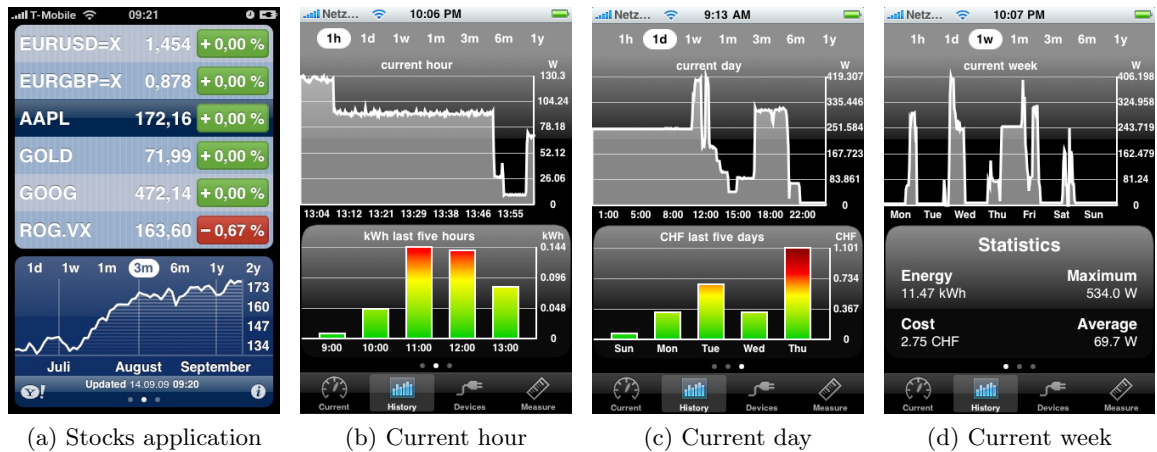 T-Mobile 09:21
EURUSD=X 1,454 + 0,00 %
EURGBP=X 0,878 + 0,00 %
AAPL 172,16 + 0,00 %
GOLD 71,99 + 0,00 %
GOOG 472,14 + 0,00 %
ROG.VX 163,60 − 0,67 %
1d 1w 1m 3m 6m 1y 2y
173
160
147
134
Juli August September
Updated 14.09.09 09:20
Y! i
(a) Stocks application
Netz... 10:06 PM
1h 1d 1w 1m 3m 6m 1y
current hour W
130.3
104.24
78.18
52.12
26.06
0
13:04 13:12 13:21 13:29 13:38 13:46 13:55
kWh last five hours kWh
0.144
0.096
0.048
0
9:00 10:00 11:00 12:00 13:00
Current History Devices Measure
(b) Current hour
Netz... 9:13 AM
1h 1d 1w 1m 3m 6m 1y
current day W
419.307
335.446
251.584
167.723
83.861
0
1:00 5:00 8:00 12:00 15:00 18:00 22:00
CHF last five days CHF
1.101
0.734
0.367
0
Sun Mon Tue Wed Thu
Current History Devices Measure
(c) Current day
Netz... 10:07 PM
1h 1d 1w 1m 3m 6m 1y
current week W
406.198
324.958
243.719
162.479
81.24
0
Mon Tue Wed Thu Fri Sat Sun
Statistics
Energy Maximum
11.47 kWh 534.0 W
Cost Average
2.75 CHF 69.7 W
Current History Devices Measure
(d) Current week